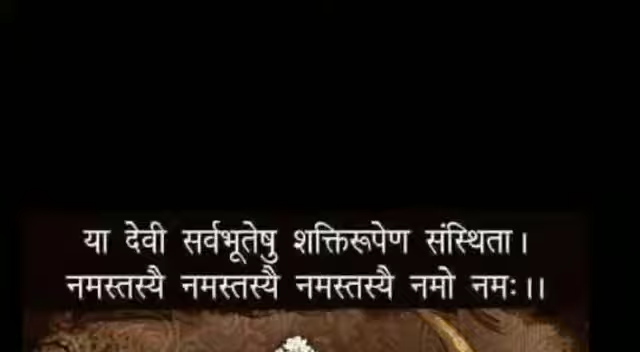 या देवी सर्वभूतेषु शक्तिरूपेण संस्थिता।
नमस्तस्यै नमस्तस्यै नमस्तस्यै नमो नमः।।